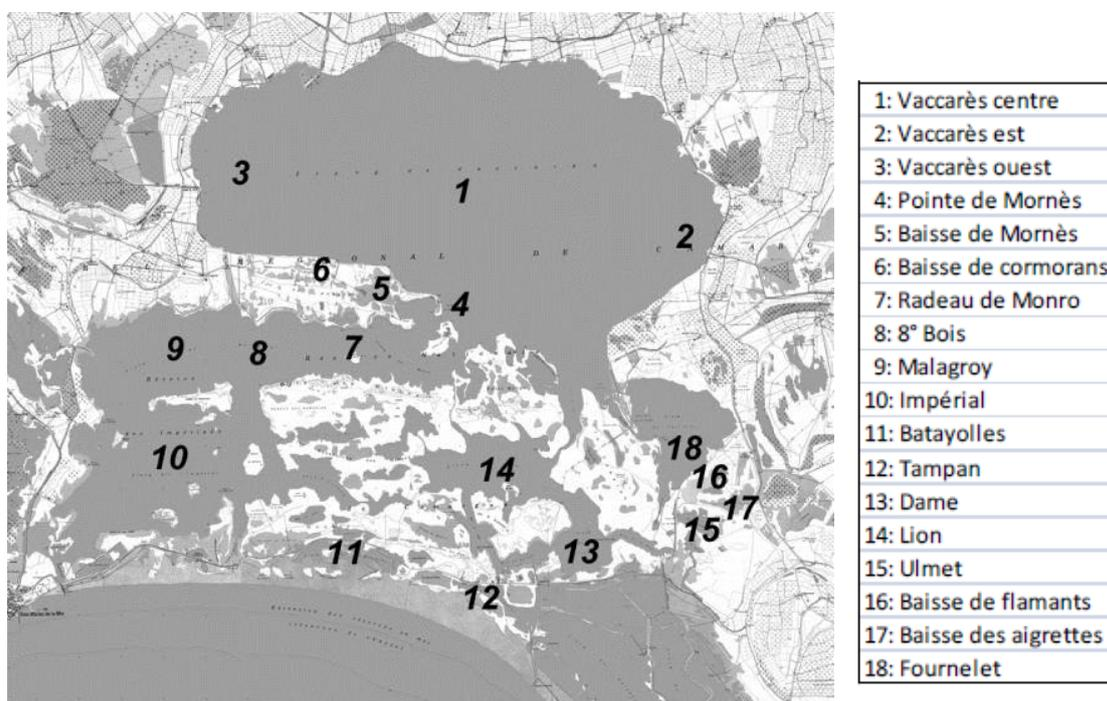 3
1
2
6
5
4
9
8
7
10
14
18
16
17
15
11
13
12
1: Vaccarès centre
2: Vaccarès est
3: Vaccarès ouest
4: Pointe de Mornès
5: Baisse de Mornès
6: Baisse de cormorans
7: Radeau de Monro
8: 8° Bois
9: Malagroy
10: Impérial
11: Batayolles
12: Tampan
13: Dame
14: Lion
15: Ulmet
16: Baisse de flamants
17: Baisse des aigrettes
18: Fournelet